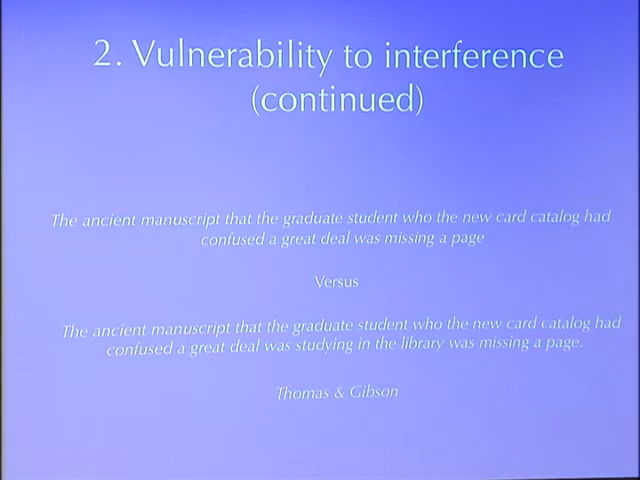 2. Vulnerability to interference
(continued)
The ancient manuscript that the graduate student who the new card catalog had
confused a great deal was missing a page
Versus
The ancient manuscript that the graduate student who the new card catalog had
confused a great deal was studying in the library was missing a page.
Thomas & Gibson